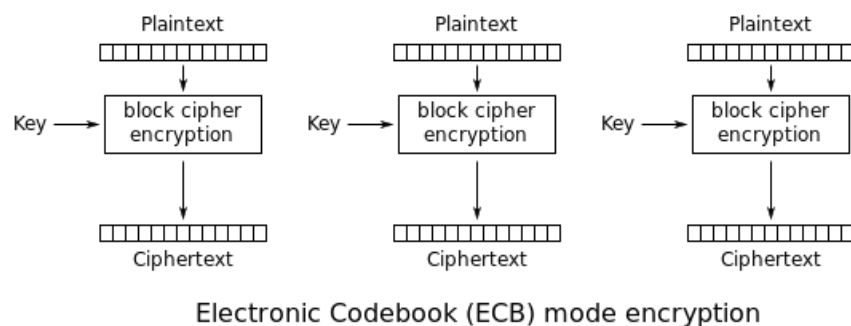 Plaintext
Plaintext
Plaintext
Key
block cipher
encryption
Key
block cipher
encryption
Key
block cipher
encryption
Ciphertext
Ciphertext
Ciphertext
Electronic Codebook (ECB) mode encryption